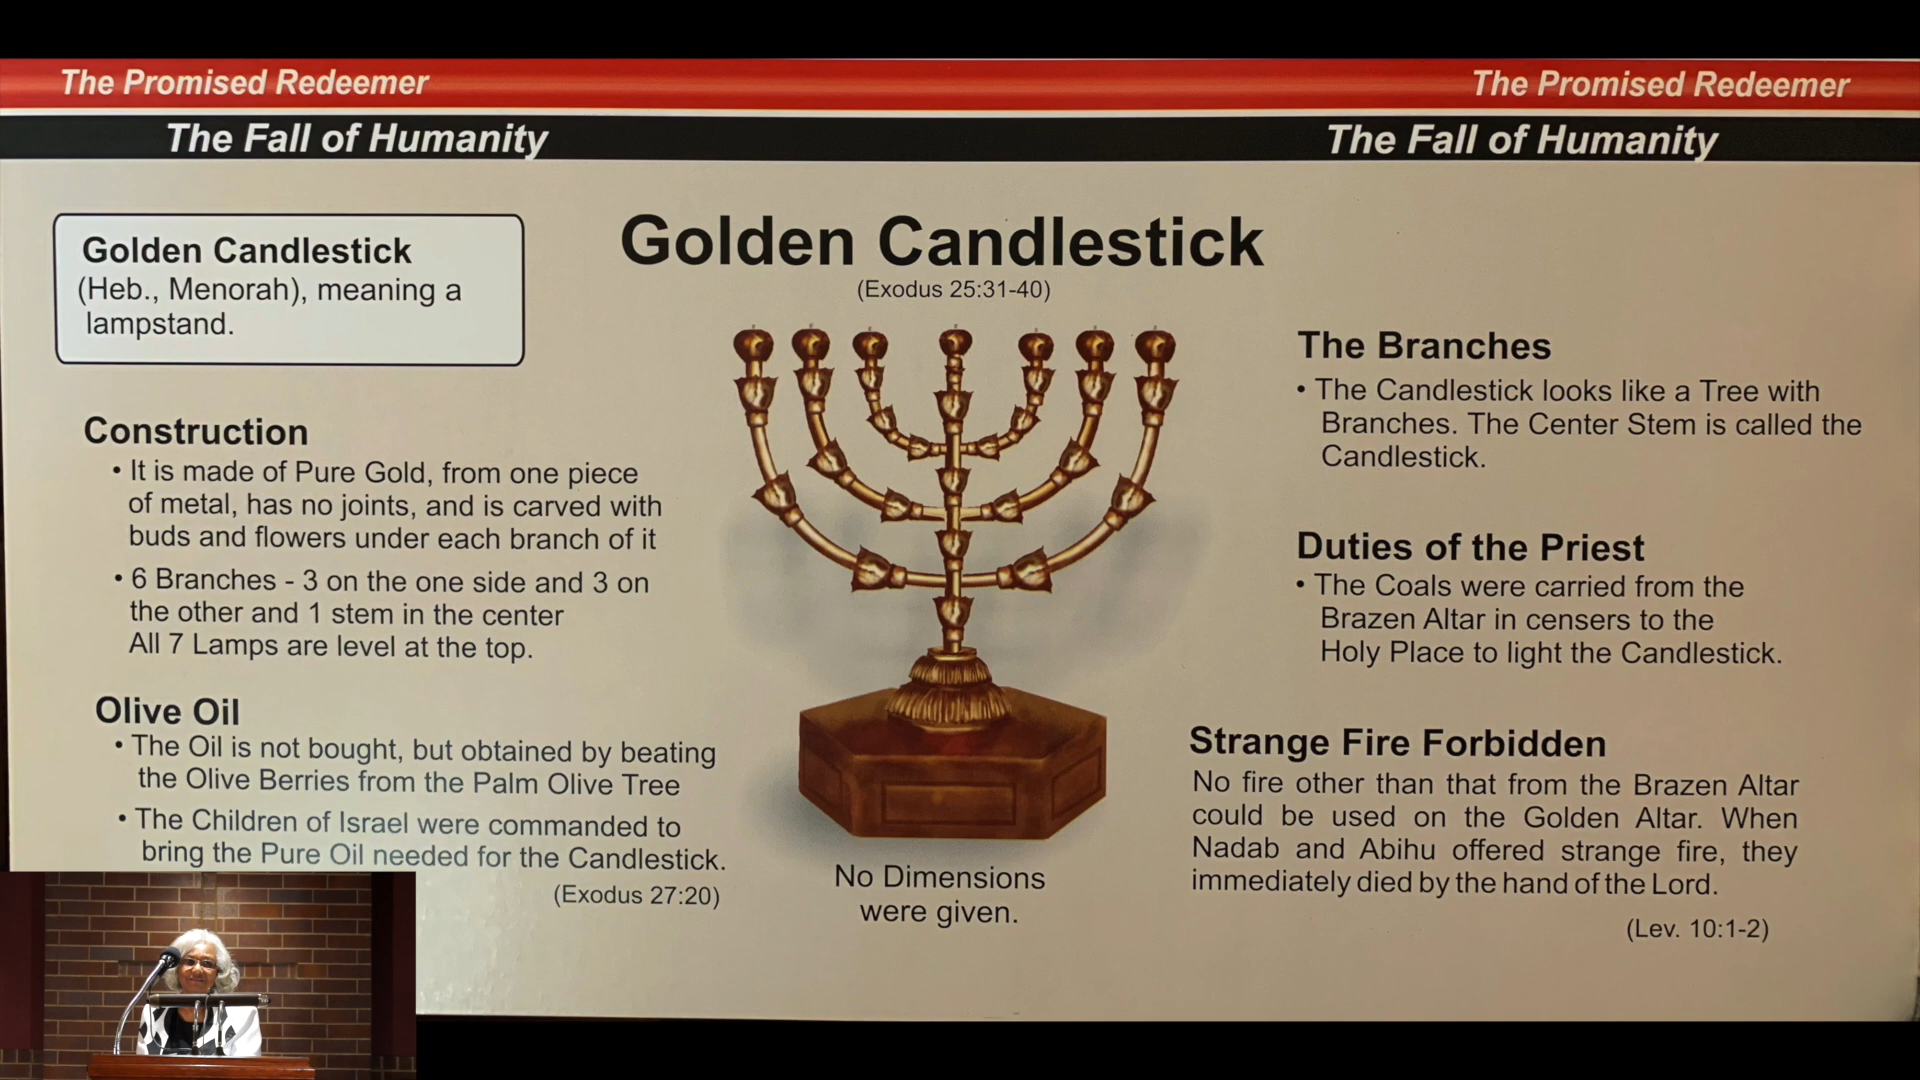 The Promised Redeemer
The Promised Redeemer
The Fall of Humanity
The Fall of Humanity
Golden Candlestick
(Heb., Menorah), meaning a
lampstand.
Golden Candlestick
(Exodus 25:31-40)
Construction
• It is made of Pure Gold, from one piece
of metal, has no joints, and is carved with
buds and flowers under each branch of it
• 6 Branches - 3 on the one side and 3 on
the other and 1 stem in the center
All 7 Lamps are level at the top.
Olive Oil
• The Oil is not bought, but obtained by beating
the Olive Berries from the Palm Olive Tree
• The Children of Israel were commanded to
bring the Pure Oil needed for the Candlestick.
(Exodus 27:20)
No Dimensions
were given.
The Branches
• The Candlestick looks like a Tree with
Branches. The Center Stem is called the
Candlestick.
Duties of the Priest
• The Coals were carried from the
Brazen Altar in censers to the
Holy Place to light the Candlestick.
Strange Fire Forbidden
No fire other than that from the Brazen Altar
could be used on the Golden Altar. When
Nadab and Abihu offered strange fire, they
immediately died by the hand of the Lord.
(Lev. 10:1-2)